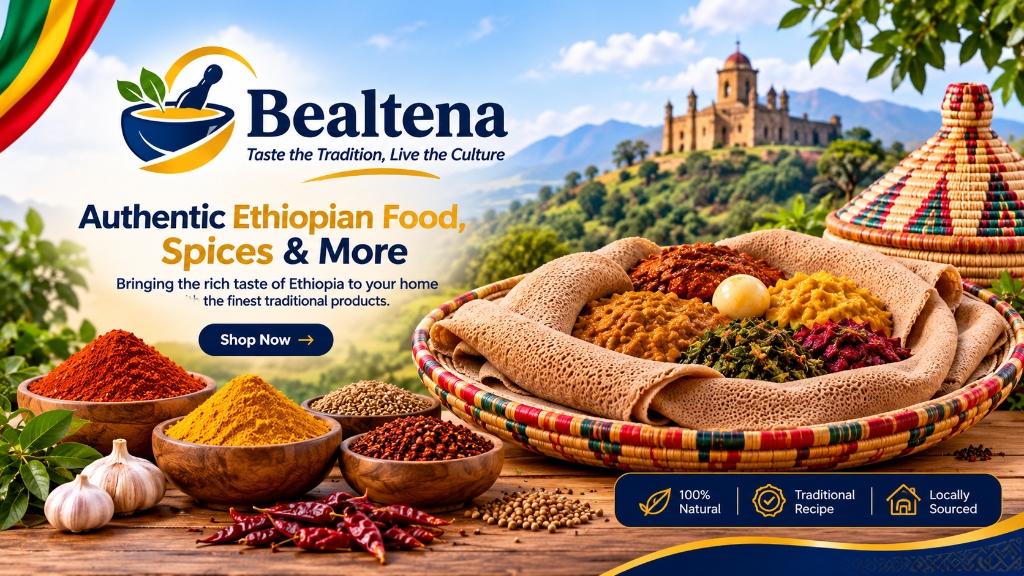 Bealtena
Taste the Tradition, Live the Culture
Authentic Ethiopian Food,
Spices & More
Bringing the rich taste of Ethiopia to your home
the finest traditional products.
Shop Now →
100%
Natural
Traditional
Recipe
Locally
Sourced